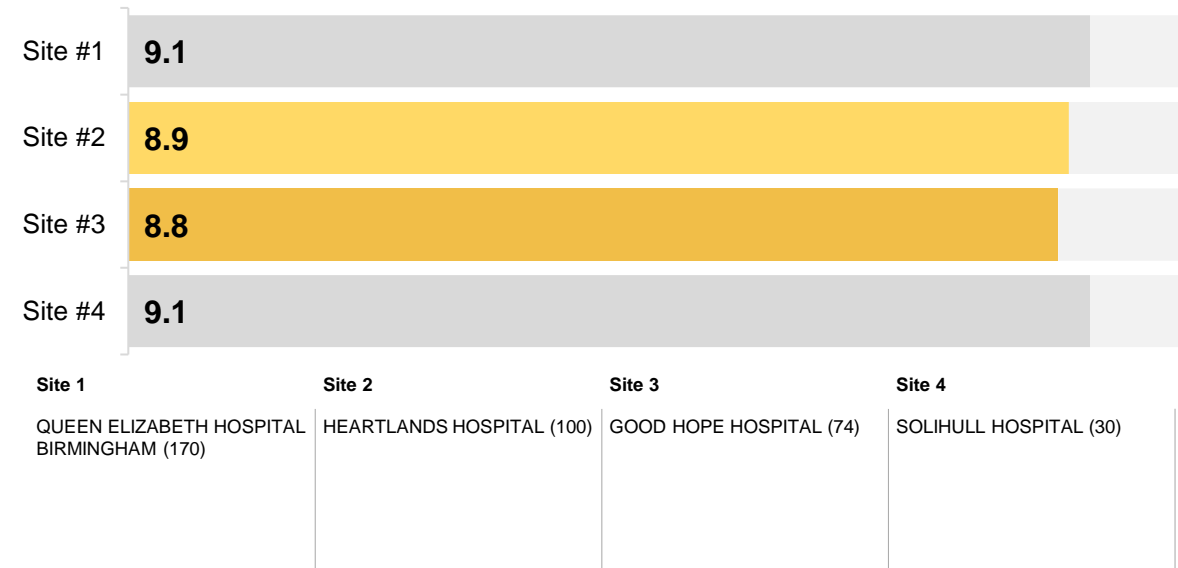 Site #1 9.1
Site #2 8.9
Site #3 8.8
Site #4 9.1
Site 1 Site 2 Site 3 Site 4
QUEEN ELIZABETH HOSPITAL HEARTLANDS HOSPITAL (100) GOOD HOPE HOSPITAL (74) SOLIHULL HOSPITAL (30)
BIRMINGHAM (170)